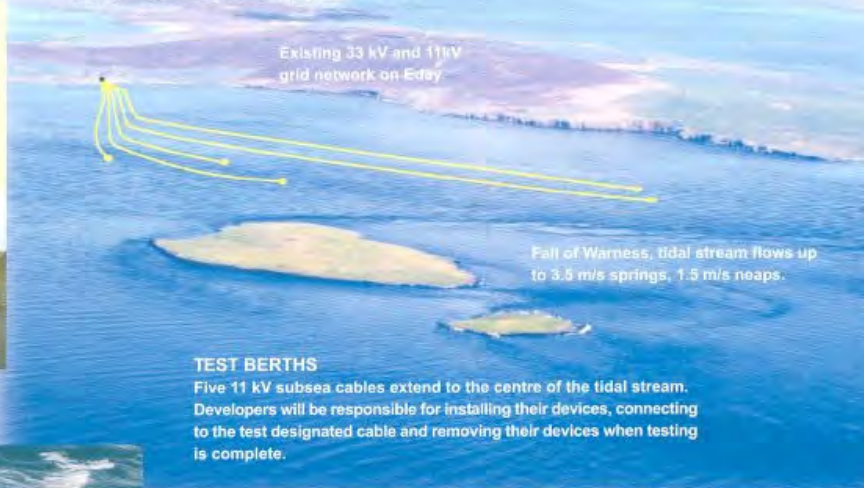 Existing 33 kV and 11kV
grid network on Eday
Fall of Warness, tidal stream flows up
to 3.5 m/s springs, 1.5 m/s neaps.
TEST BERTHS
Five 11 kV subsea cables extend to the centre of the tidal stream.
Developers will be responsible for installing their devices, connecting
to the test designated cable and removing their devices when testing
is complete.